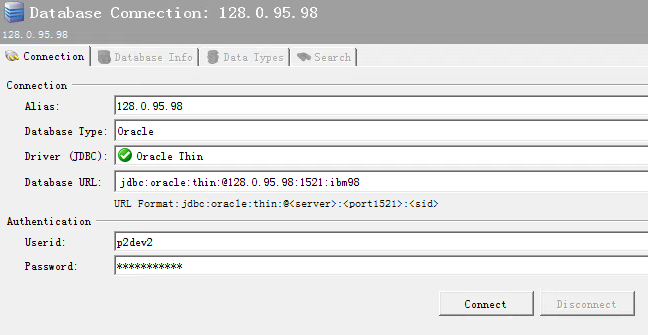 Database Connection: 128.0.95.98
128.0.95.98
Connection Database Info Data Types Search
Connection
Alias: 128.0.95.98
Database Type: Oracle
Driver (JDBC): Oracle Thin
Database URL: jdbc:oracle:thin:@128.0.95.98:1521:ibm98
URL Format:jdbc:oracle:thin:@<server>:<port1521>:<sid>
Authentication
Userid: p2dev2
Password: ***********
Connect Disconnect